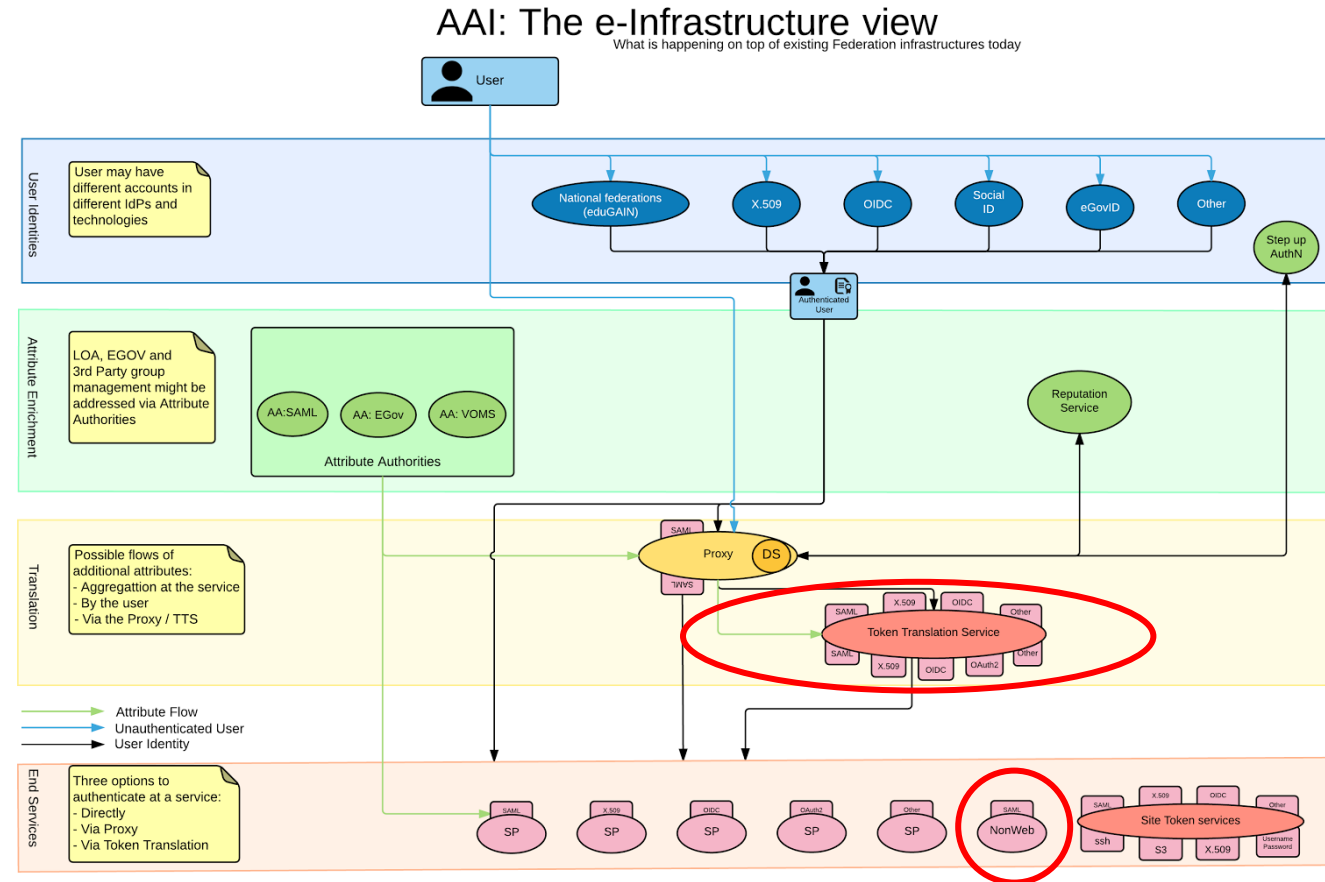 AAI: The e-Infrastructure view
What is happening on top of existing Federation infrastructures today
User
User Identities
User may have
different accounts in
different IdPs and
technologies
National federations
(eduGAIN)
X.509
OIDC
Social
ID
eGovID
Other
Step up
AuthN
Authenticated
User
Attribute Enrichment
LOA, EGOV and
3rd Party group
management might be
addressed via Attribute
Authorities
AA:SAML
AA: EGov
AA: VOMS
Attribute Authorities
Reputation
Service
Translation
Possible flows of
additional attributes:
- Aggregattion at the service
- By the user
- Via the Proxy / TTS
SAML
Proxy
DS
SAML
SAML
X.509
OIDC
Other
Token Translation Service
SAML
X.509
OIDC
OAuth2
Other
Attribute Flow
Unauthenticated User
User Identity
End Services
Three options to
authenticate at a service:
- Directly
- Via Proxy
- Via Token Translation
SAML
SP
X.509
SP
OIDC
SP
OAuth2
SP
Other
SP
SAML
NonWeb
SAML
X.509
OIDC
Other
Site Token services
ssh
S3
X.509
Username
Password